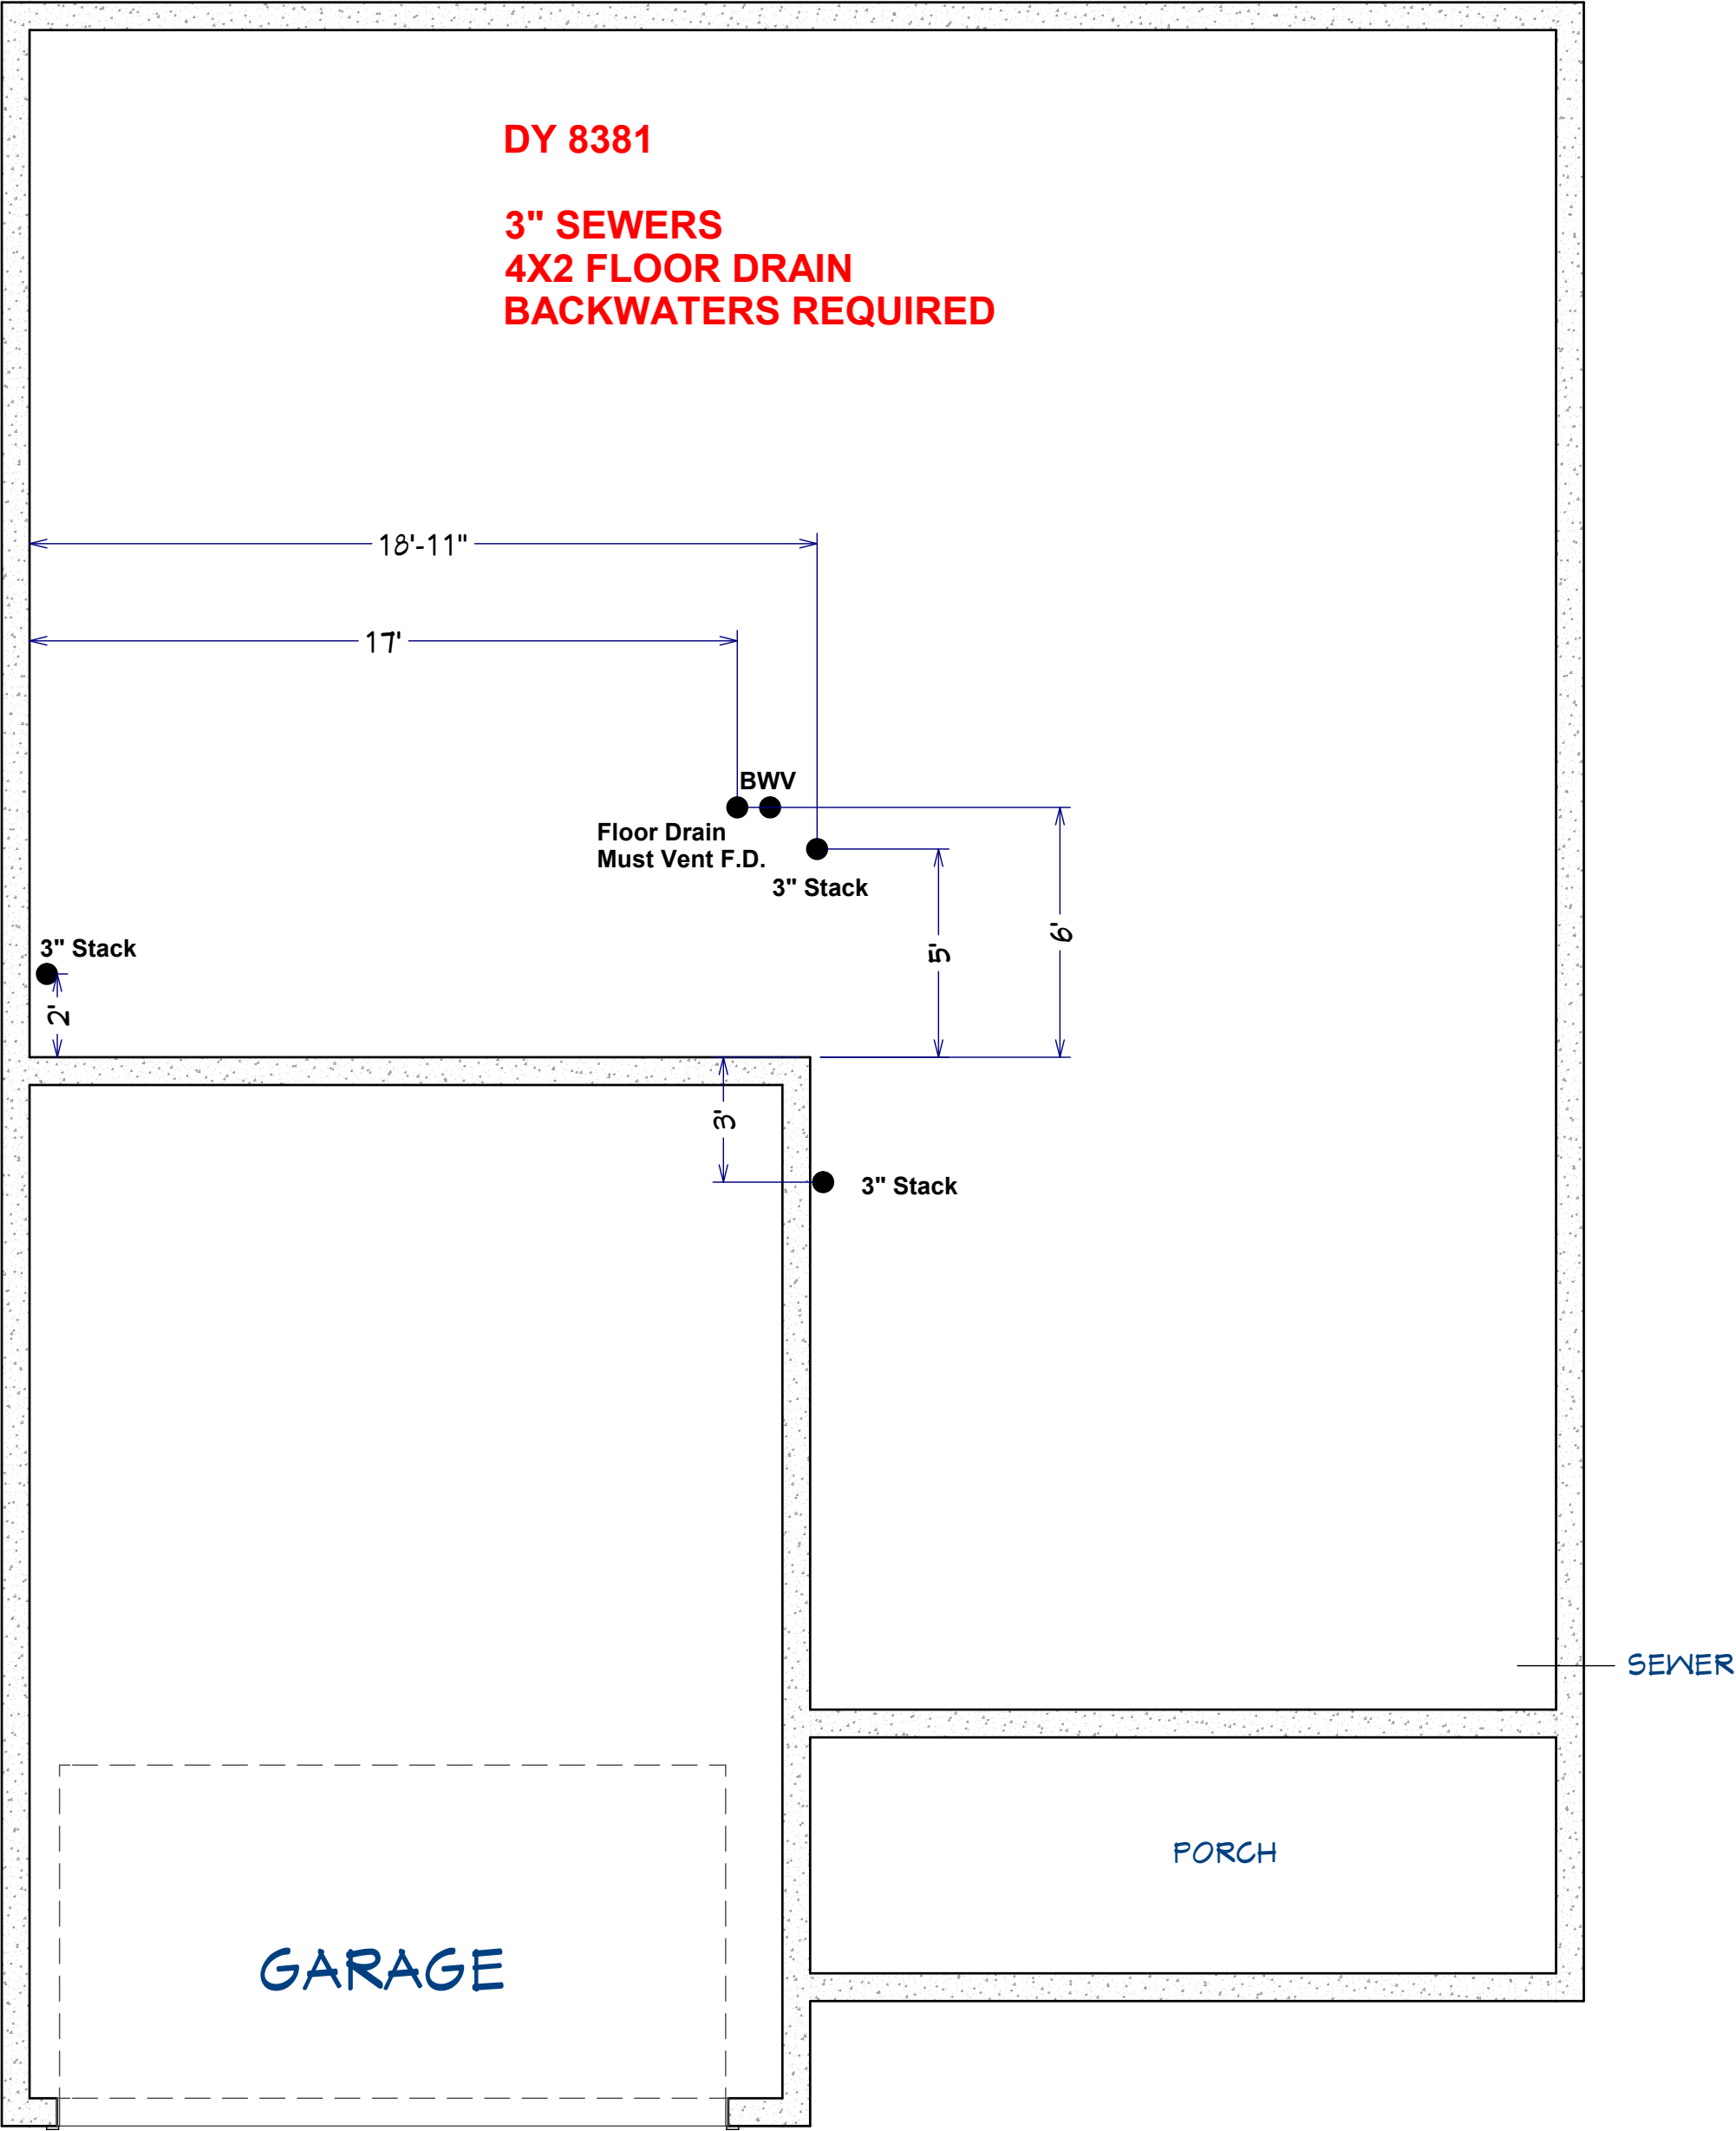 DY 8381
3" SEWERS
4X2 FLOOR DRAIN
BACKWATERS REQUIRED
18'-11"
17'
BWV
Floor Drain
Must Vent F.D.
3" Stack
6'
5'
3" Stack
2'
3'
3" Stack
SEWER
PORCH
GARAGE